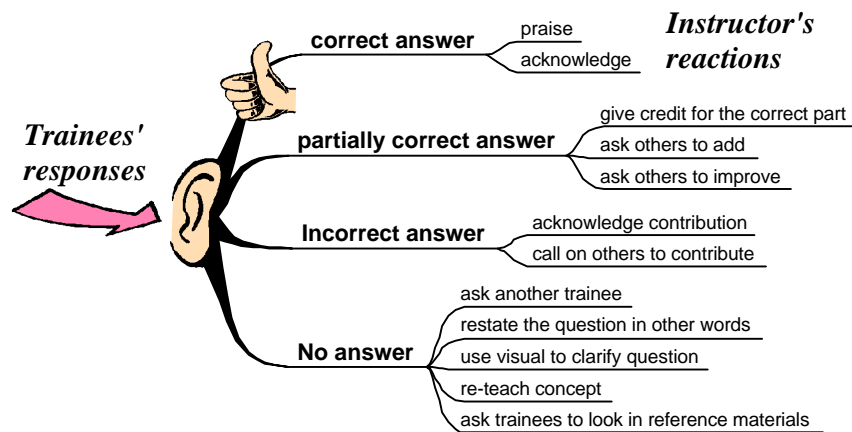 Trainees'
responses
Instructor's
reactions
correct answer
praise
acknowledge
partially correct answer
give credit for the correct part
ask others to add
ask others to improve
Incorrect answer
acknowledge contribution
call on others to contribute
No answer
ask another trainee
restate the question in other words
use visual to clarify question
re-teach concept
ask trainees to look in reference materials